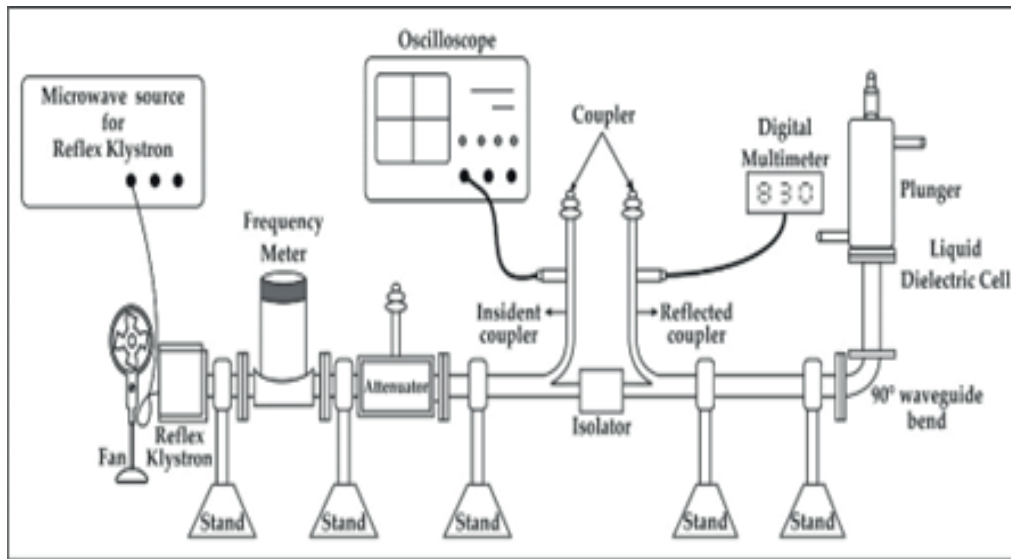 Oscilloscope
Microwave source
for
Reflex Klystron
Coupler
Digital
Multimeter
830
Plunger
Frequency
Meter
Liquid
Dielectric Cell
Insident
coupler
Reflected
coupler
Attenuator
Isolator
90° waveguide
bend
Reflex
Klystron
Fan
Stand
Stand
Stand
Stand
Stand